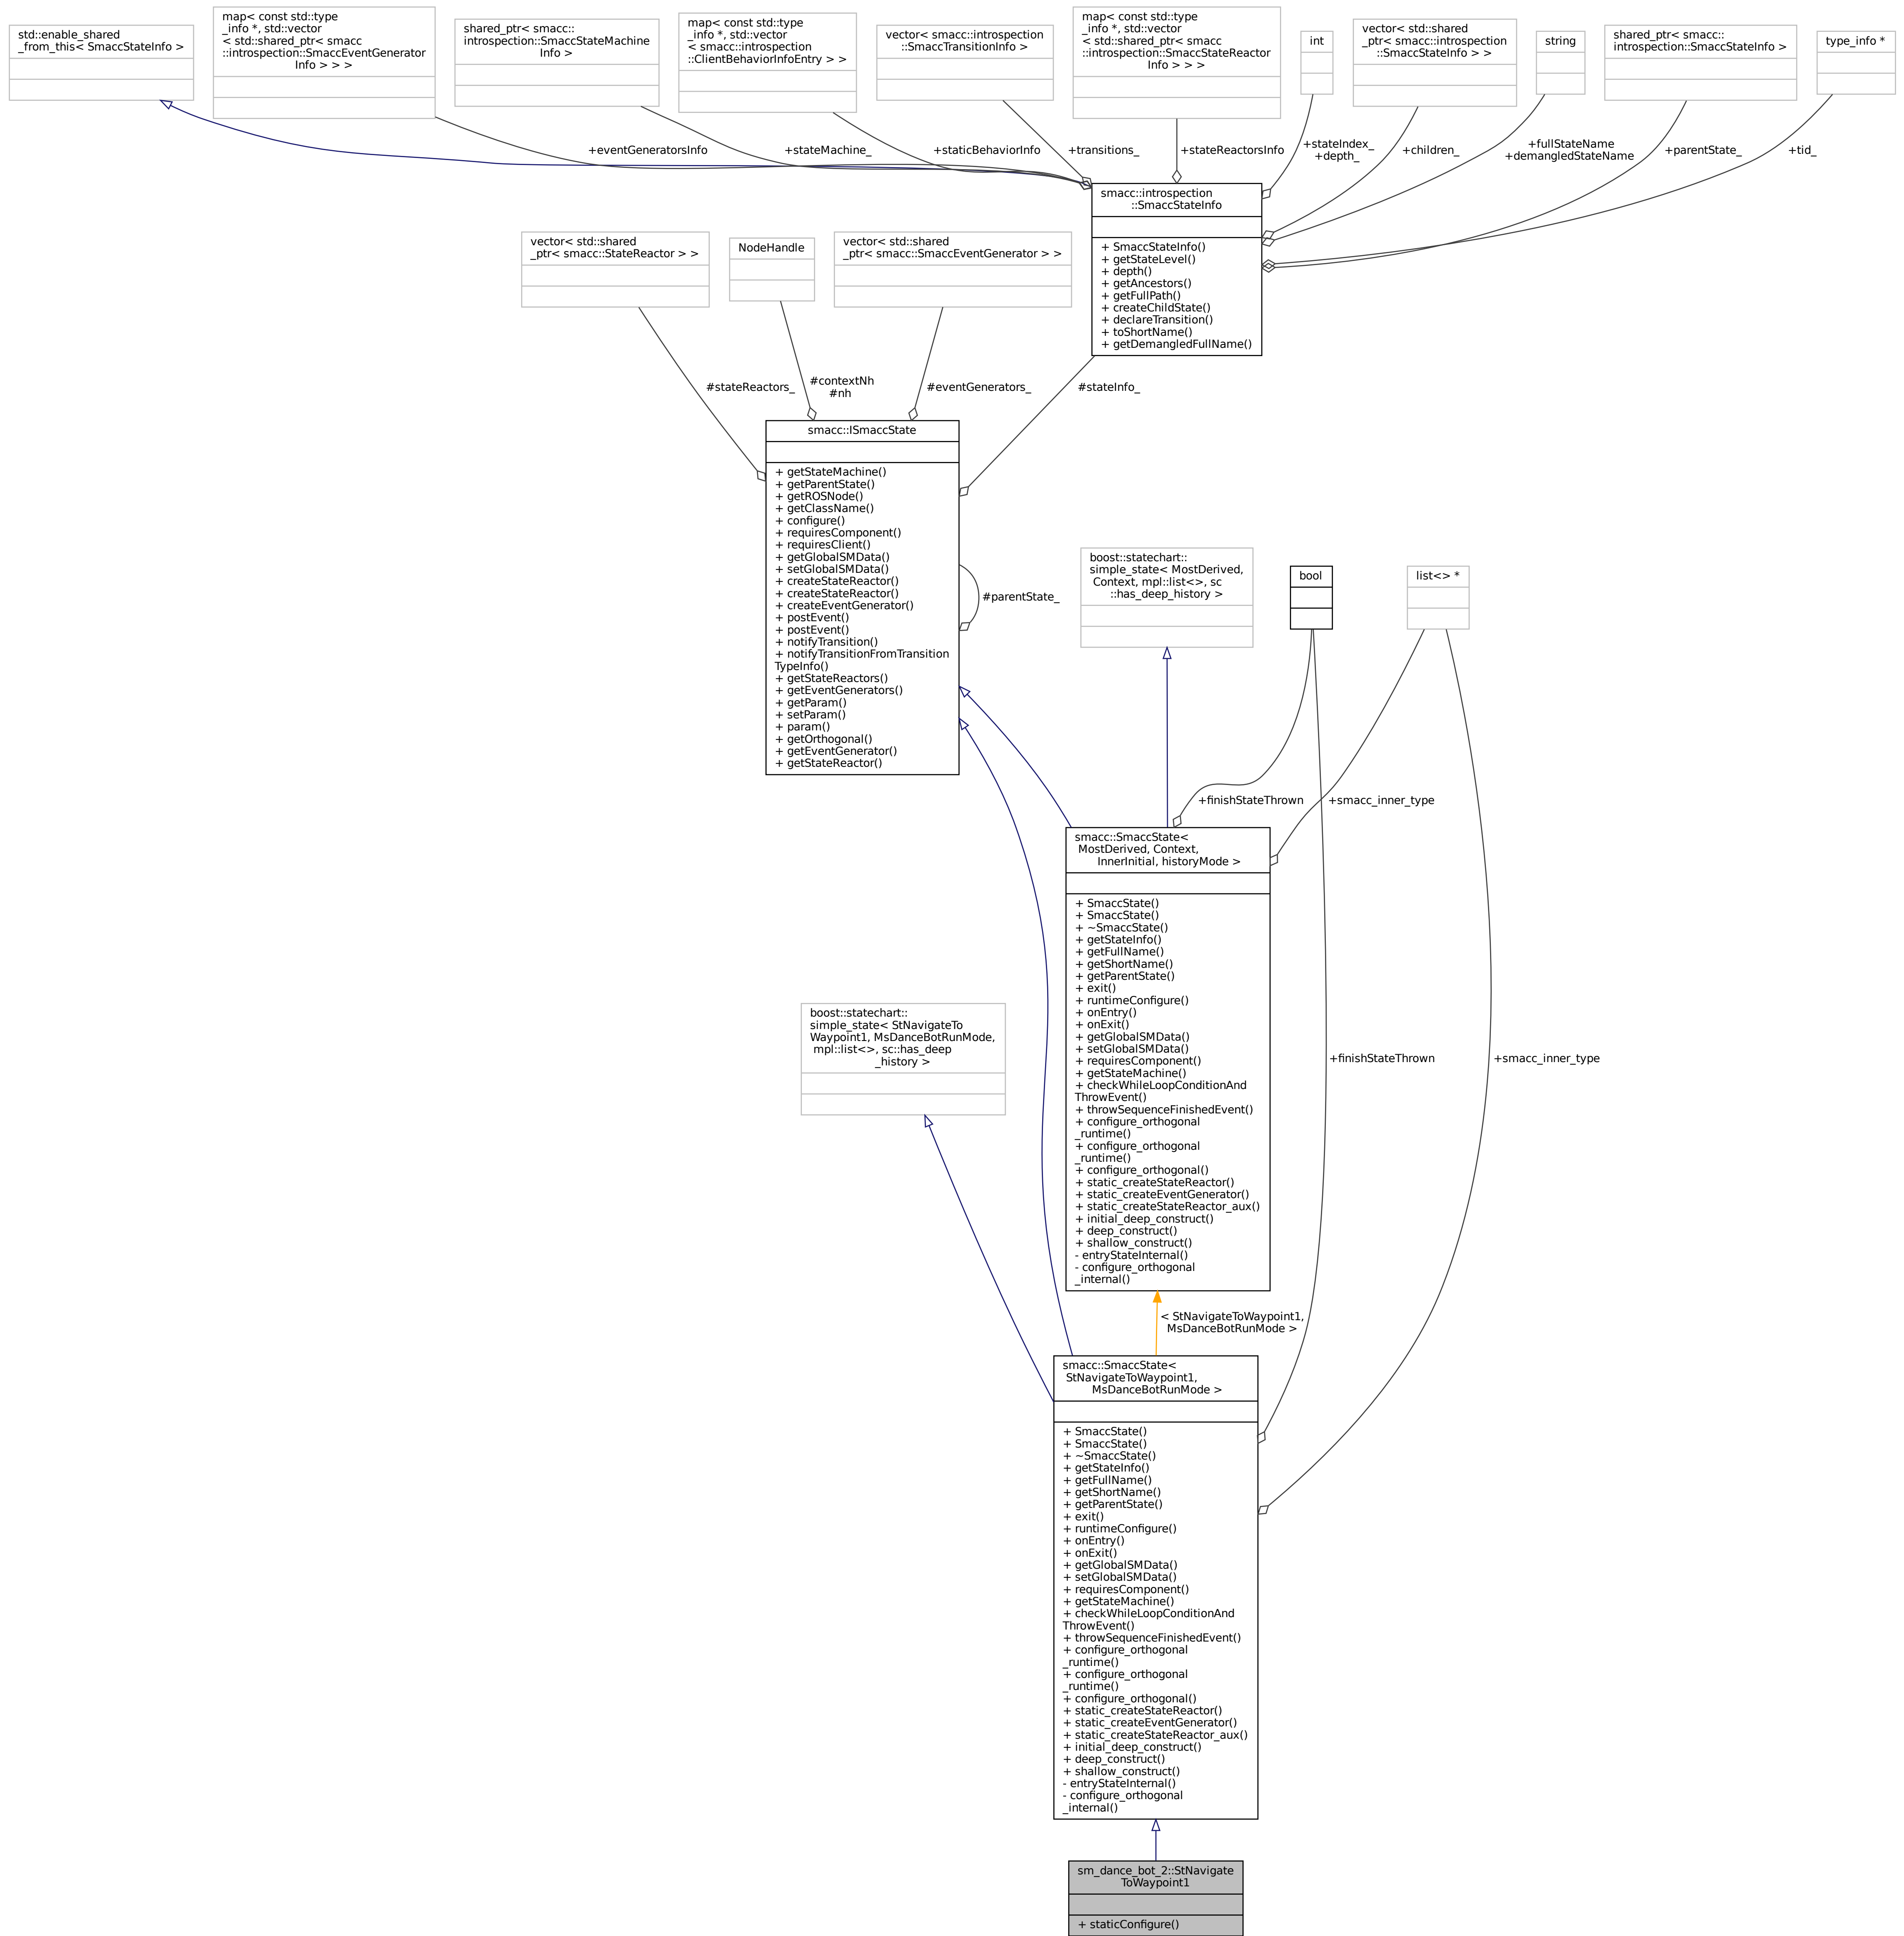 std::enable_shared
_from_this< SmaccStateInfo >
map< const std::type
_info *, std::vector
< std::shared_ptr< smacc
::introspection::SmaccEventGenerator
Info > > >
shared_ptr< smacc::
introspection::SmaccStateMachine
Info >
map< const std::type
_info *, std::vector
< smacc::introspection
::ClientBehaviorInfoEntry > >
vector< smacc::introspection
::SmaccTransitionInfo >
map< const std::type
_info *, std::vector
< std::shared_ptr< smacc
::introspection::SmaccStateReactor
Info > > >
int
vector< std::shared
_ptr< smacc::introspection
::SmaccStateInfo > >
string
shared_ptr< smacc::
introspection::SmaccStateInfo >
type_info *
+eventGeneratorsInfo
+stateMachine_
+staticBehaviorInfo
+transitions_
+stateReactorsInfo
+stateIndex_
+depth_
+children_
+fullStateName
+demangledStateName
+parentState_
+tid_
smacc::introspection
::SmaccStateInfo
+ SmaccStateInfo()
+ getStateLevel()
+ depth()
+ getAncestors()
+ getFullPath()
+ createChildState()
+ declareTransition()
+ toShortName()
+ getDemangledFullName()
vector< std::shared
_ptr< smacc::StateReactor > >
NodeHandle
vector< std::shared
_ptr< smacc::SmaccEventGenerator > >
#stateReactors_
#contextNh
#nh
#eventGenerators_
#stateInfo_
smacc::ISmaccState
+ getStateMachine()
+ getParentState()
+ getROSNode()
+ getClassName()
+ configure()
+ requiresComponent()
+ requiresClient()
+ getGlobalSMData()
+ setGlobalSMData()
+ createStateReactor()
+ createStateReactor()
+ createEventGenerator()
+ postEvent()
+ postEvent()
+ notifyTransition()
+ notifyTransitionFromTransition
TypeInfo()
+ getStateReactors()
+ getEventGenerators()
+ getParam()
+ setParam()
+ param()
+ getOrthogonal()
+ getEventGenerator()
+ getStateReactor()
#parentState_
boost::statechart::
simple_state< MostDerived,
Context, mpl::list<>, sc
::has_deep_history >
bool
list<> *
+finishStateThrown
+smacc_inner_type
smacc::SmaccState<
MostDerived, Context,
InnerInitial, historyMode >
+ SmaccState()
+ SmaccState()
+ ~SmaccState()
+ getStateInfo()
+ getFullName()
+ getShortName()
+ getParentState()
+ exit()
+ runtimeConfigure()
+ onEntry()
+ onExit()
+ getGlobalSMData()
+ setGlobalSMData()
+ requiresComponent()
+ getStateMachine()
+ checkWhileLoopConditionAnd
ThrowEvent()
+ throwSequenceFinishedEvent()
+ configure_orthogonal
_runtime()
+ configure_orthogonal
_runtime()
+ configure_orthogonal()
+ static_createStateReactor()
+ static_createEventGenerator()
+ static_createStateReactor_aux()
+ initial_deep_construct()
+ deep_construct()
+ shallow_construct()
- entryStateInternal()
- configure_orthogonal
_internal()
boost::statechart::
simple_state< StNavigateTo
Waypoint1, MsDanceBotRunMode,
mpl::list<>, sc::has_deep
_history >
+finishStateThrown
+smacc_inner_type
< StNavigateToWaypoint1,
MsDanceBotRunMode >
smacc::SmaccState<
StNavigateToWaypoint1,
MsDanceBotRunMode >
+ SmaccState()
+ SmaccState()
+ ~SmaccState()
+ getStateInfo()
+ getFullName()
+ getShortName()
+ getParentState()
+ exit()
+ runtimeConfigure()
+ onEntry()
+ onExit()
+ getGlobalSMData()
+ setGlobalSMData()
+ requiresComponent()
+ getStateMachine()
+ checkWhileLoopConditionAnd
ThrowEvent()
+ throwSequenceFinishedEvent()
+ configure_orthogonal
_runtime()
+ configure_orthogonal
_runtime()
+ configure_orthogonal()
+ static_createStateReactor()
+ static_createEventGenerator()
+ static_createStateReactor_aux()
+ initial_deep_construct()
+ deep_construct()
+ shallow_construct()
- entryStateInternal()
- configure_orthogonal
_internal()
sm_dance_bot_2::StNavigate
ToWaypoint1
+ staticConfigure()